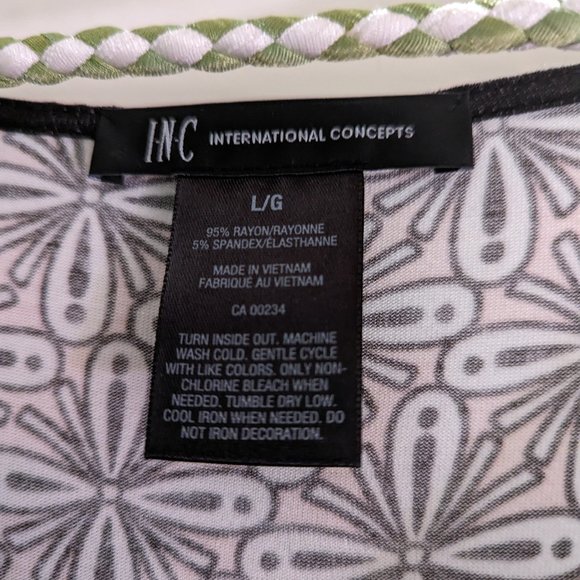 I.N.C INTERNATIONAL CONCEPTS
L/G
95% RAYON/RAYONNE
5% SPANDEX/ÉLASTHANNE
MADE IN VIETNAM
FABRIQUÉ AU VIETNAM
CA 00234
TURN INSIDE OUT. MACHINE
WASH COLD. GENTLE CYCLE
WITH LIKE COLORS. ONLY NON-
CHLORINE BLEACH WHEN
NEEDED. TUMBLE DRY LOW.
COOL IRON WHEN NEEDED. DO
NOT IRON DECORATION.